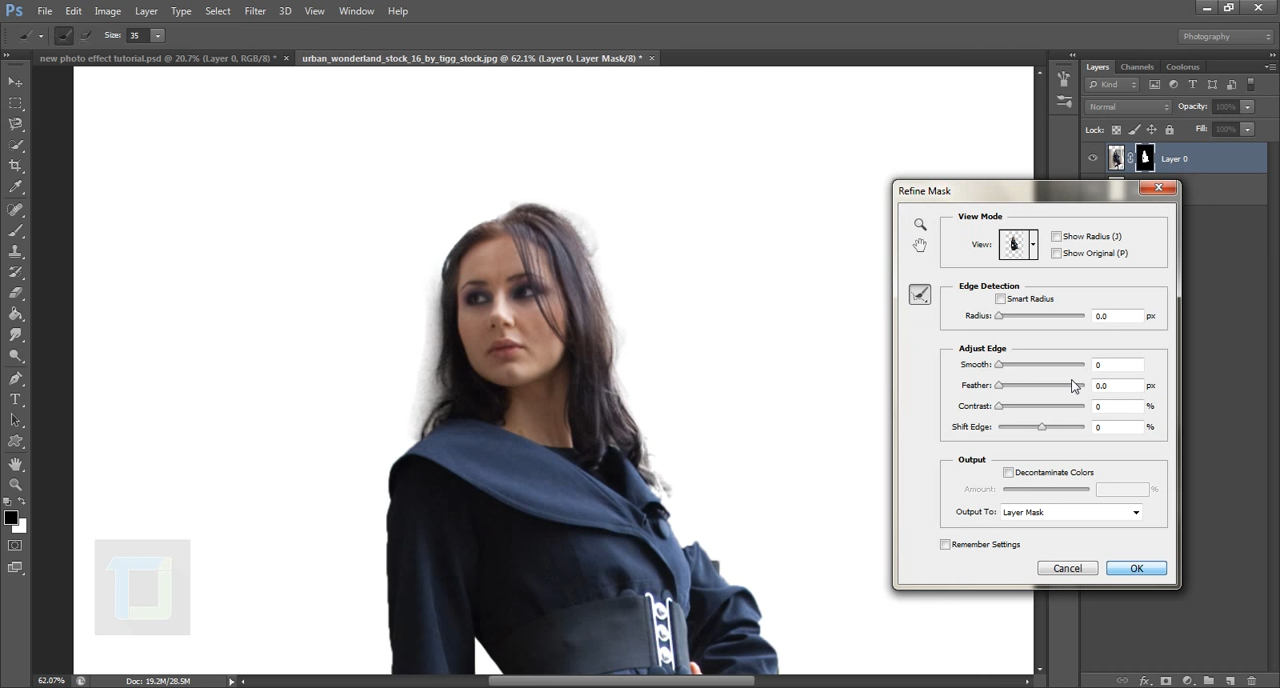 Ps File Edit Image Layer Type Select Filter 3D View Window Help
Size: 35 Photography
new photo effect tutorial.psd @ 20.7% (Layer 0, RGB/8) * × urban_wonderland_stock_16_by_tigg_stock.jpg @ 62.1% (Layer 0, Layer Mask/8) * ×
Layers Channels Coolorus
Kind
Normal Opacity: 100%
Lock: Fill: 100%
Layer 0
Refine Mask
View Mode
View: Show Radius (J)
Show Original (P)
Edge Detection
Smart Radius
Radius: 0.0 px
Adjust Edge
Smooth: 0
Feather: 0.0 px
Contrast: 0 %
Shift Edge: 0 %
Output
Decontaminate Colors
Amount: %
Output To: Layer Mask
Remember Settings
Cancel OK
62.07% Doc: 19.2M/28.5M